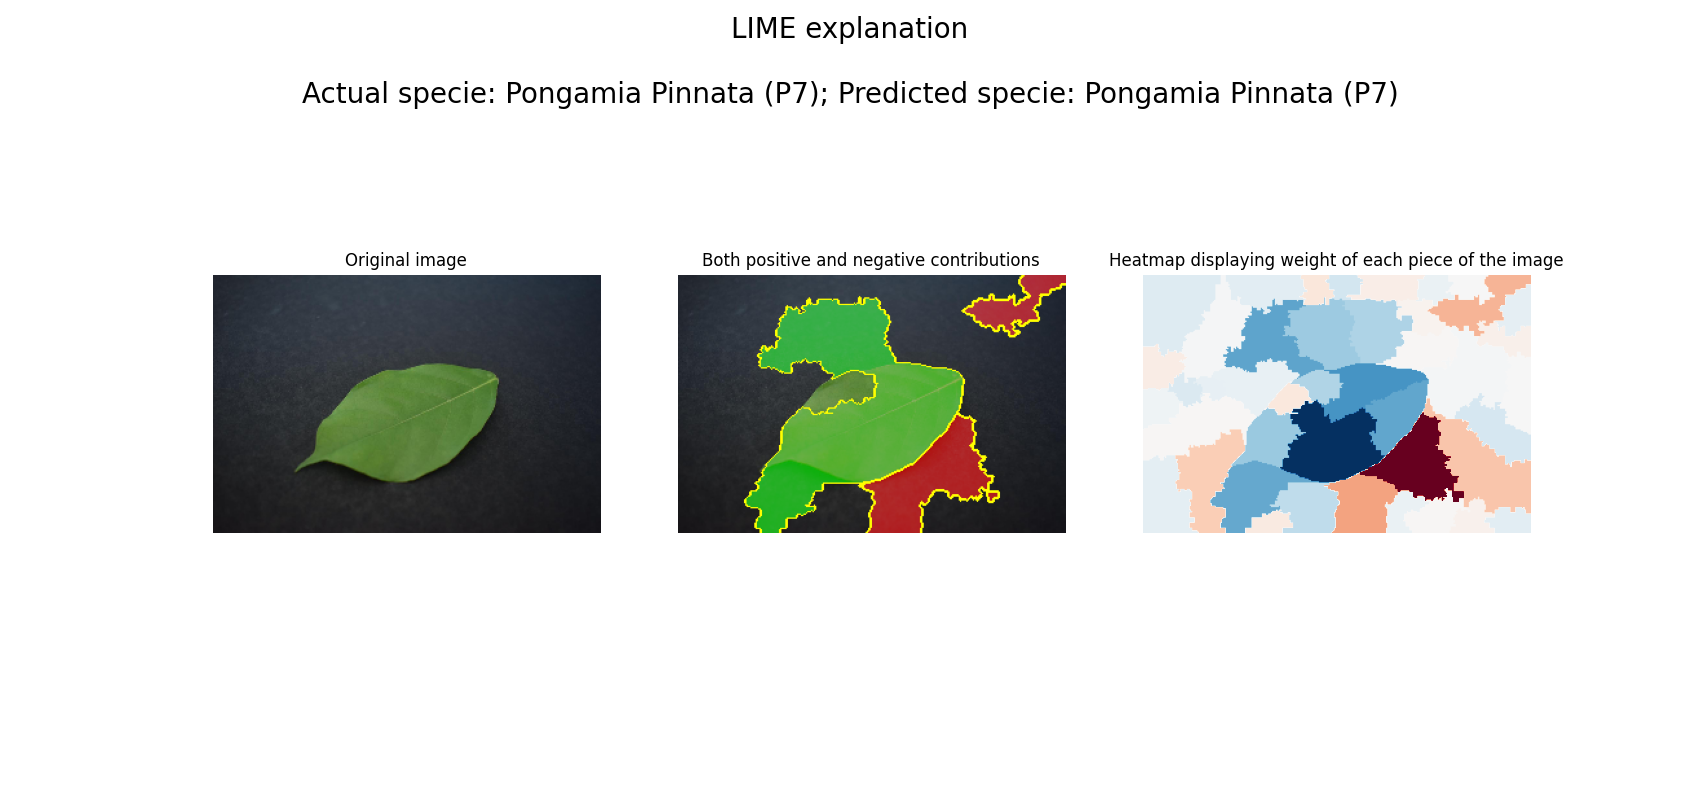 LIME explanation
Actual specie: Pongamia Pinnata (P7); Predicted specie: Pongamia Pinnata (P7)
Original image
Both positive and negative contributions
Heatmap displaying weight of each piece of the image